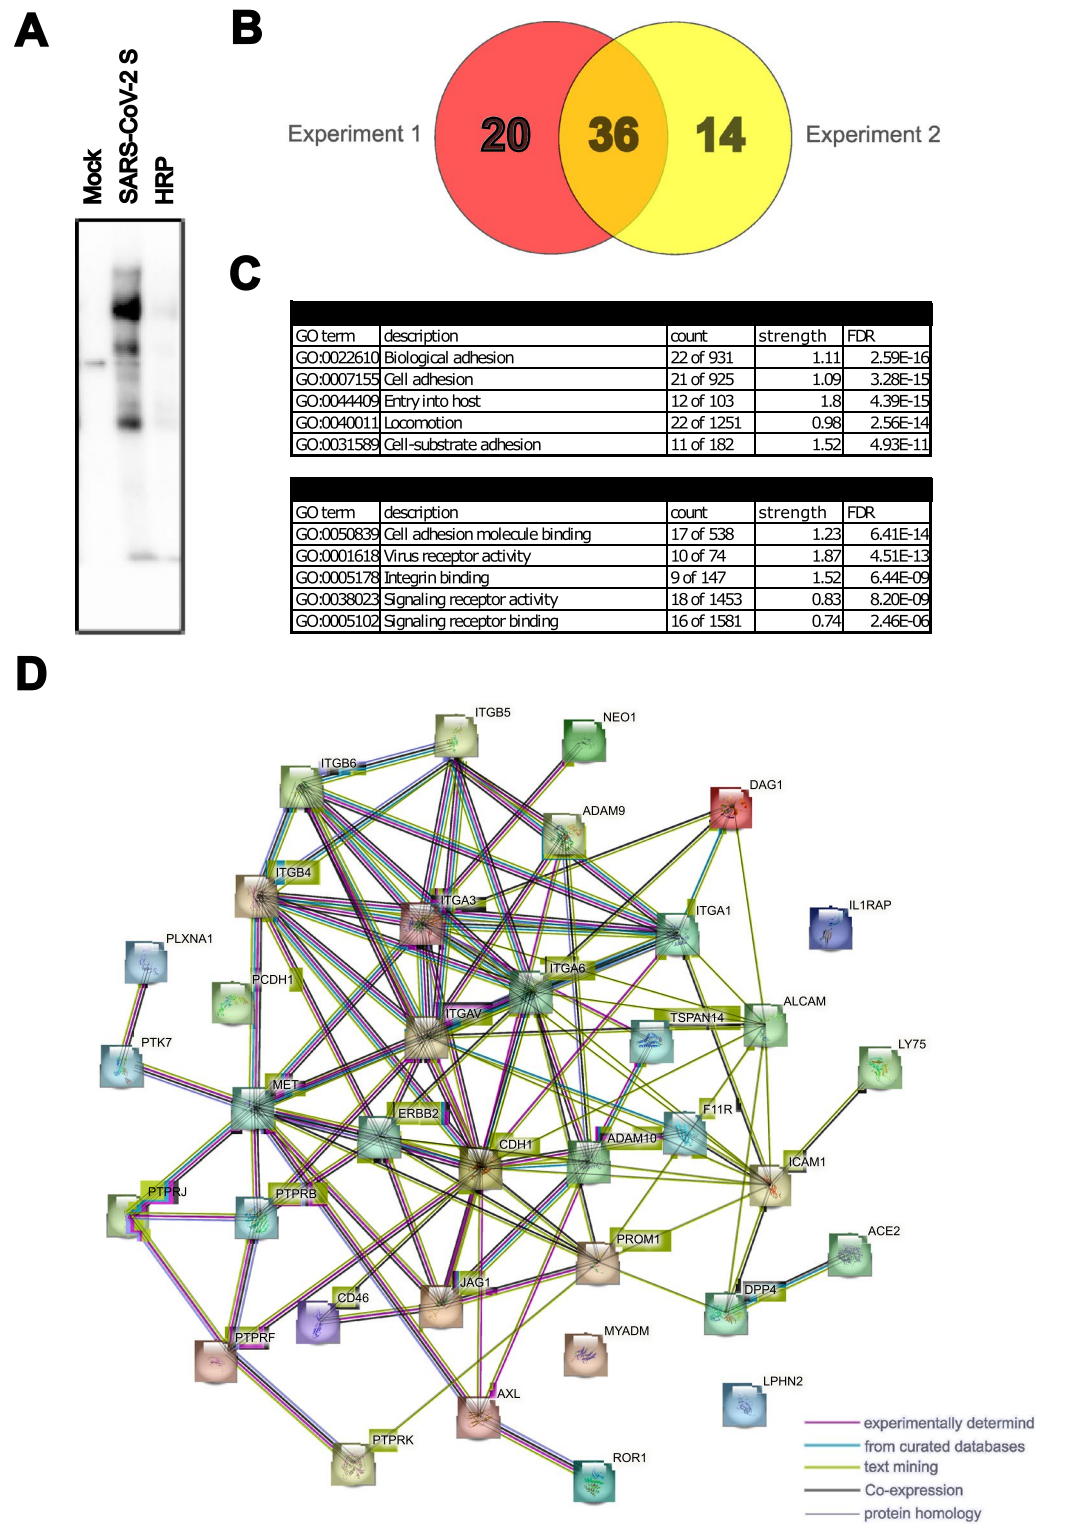 A
B
Mock
SARS-CoV-2 S
HRP
Experiment 1
20
36
14
Experiment 2
C
GO term description count strength FDR
GO:0022610 Biological adhesion 22 of 931 1.11 2.59E-16
GO:0007155 Cell adhesion 21 of 925 1.09 3.28E-15
GO:0044409 Entry into host 12 of 103 1.8 4.39E-15
GO:0040011 Locomotion 22 of 1251 0.98 2.56E-14
GO:0031589 Cell-substrate adhesion 11 of 182 1.52 4.93E-11
GO term description count strength FDR
GO:0050839 Cell adhesion molecule binding 17 of 538 1.23 6.41E-14
GO:0001618 Virus receptor activity 10 of 74 1.87 4.51E-13
GO:0005178 Integrin binding 9 of 147 1.52 6.44E-09
GO:0038023 Signaling receptor activity 18 of 1453 0.83 8.20E-09
GO:0005102 Signaling receptor binding 16 of 1581 0.74 2.46E-06
D
ITGB5
NEO1
ITGB6
DAG1
ADAM9
ITGB4
ITGA3
IL1RAP
ITGA1
PLXNA1
ITGA6
PCDH1
ALCAM
ITGAV
TSPAN14
PTK7
LY75
MET
ERBB2
F11R
CDH1
ADAM10
ICAM1
PTPRJ
PTPRB
ACE2
PROM1
JAG1
DPP4
CD46
MYADM
PTPRF
LPHN2
AXL
PTPRK
ROR1
experimentally determind
from curated databases
text mining
Co-expression
protein homology